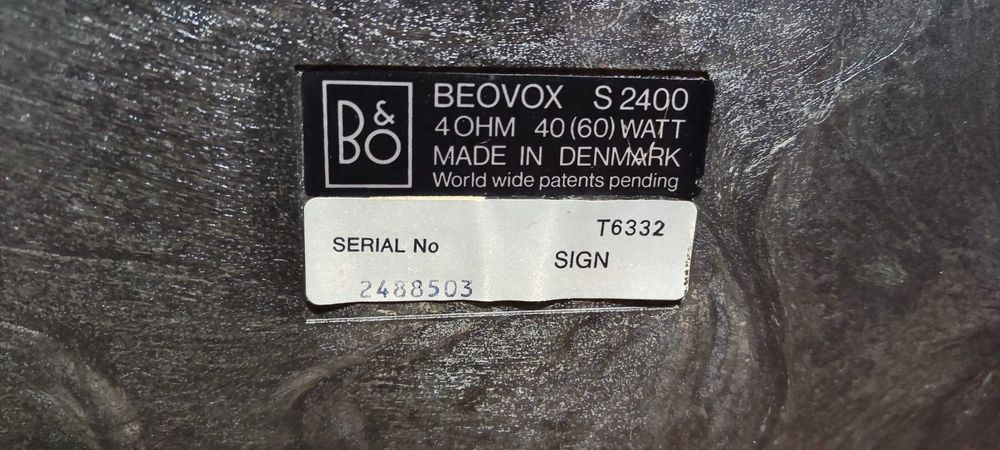 B&O
BEOVOX S 2400
4 OHM 40 (60) WATT
MADE IN DENMARK
World wide patents pending
T6332
SERIAL No
SIGN
2488503